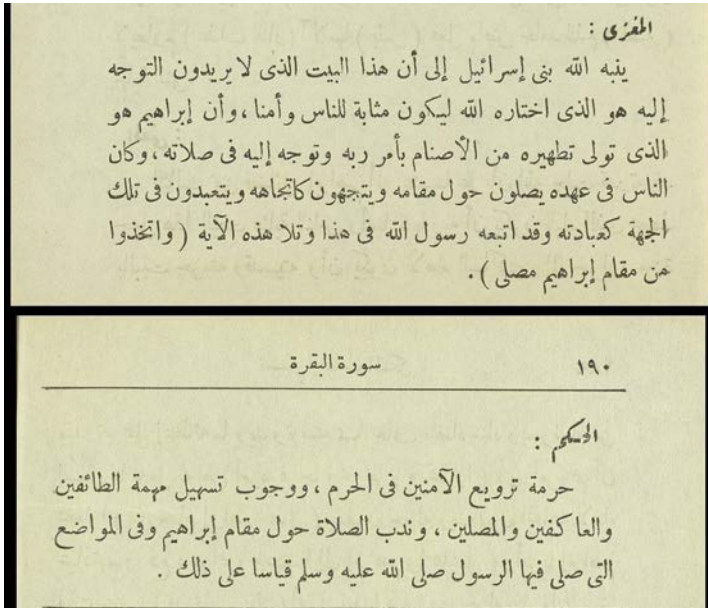 المغزى :
ينبه الله بنى إسرائيل إلى أن هذا البيت الذى لا يريدون التوجه
إليه هو الذى اختاره الله ليكون مثابة للناس وأمنا ، وأن إبراهيم هو
الذى تولى تطهيره من الأصنام بأمر ربه وتوجه إليه فى صلاته ، وكان
الناس فى عهده يصلون حول مقامه ويتجهون كاتجاهه ويتعبدون فى تلك
الجهة كعبادته وقد اتبعه رسول الله فى هذا وتلا هذه الآية ( واتخذوا
من مقام إبراهيم مصلى ) .
١٩٠ سورة البقرة
الحكم :
حرمة ترويع الآمنين فى الحرم ، ووجوب تسهيل مهمة الطائفين
والعاكفين والمصلين ، وندب الصلاة حول مقام إبراهيم وفى المواضع
التى صلى فيها الرسول صلى الله عليه وسلم قياسا على ذلك .